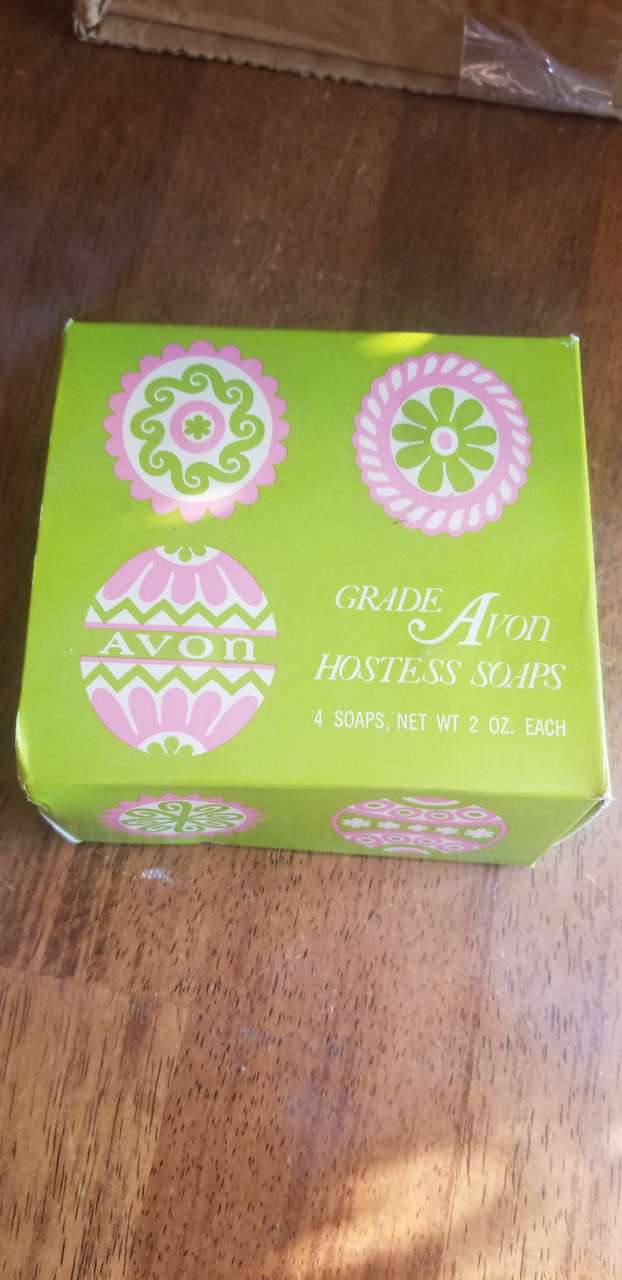 AVON
GRADE Avon
HOSTESS SOAPS
4 SOAPS, NET WT 2 OZ. EACH